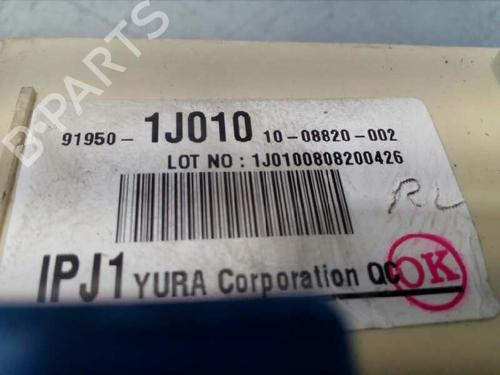 B-PARTS
91950- 1J010 10-08820-002
LOT NO : 1J0100808200426
RL
IPJ1 YURA Corporation QC
OK